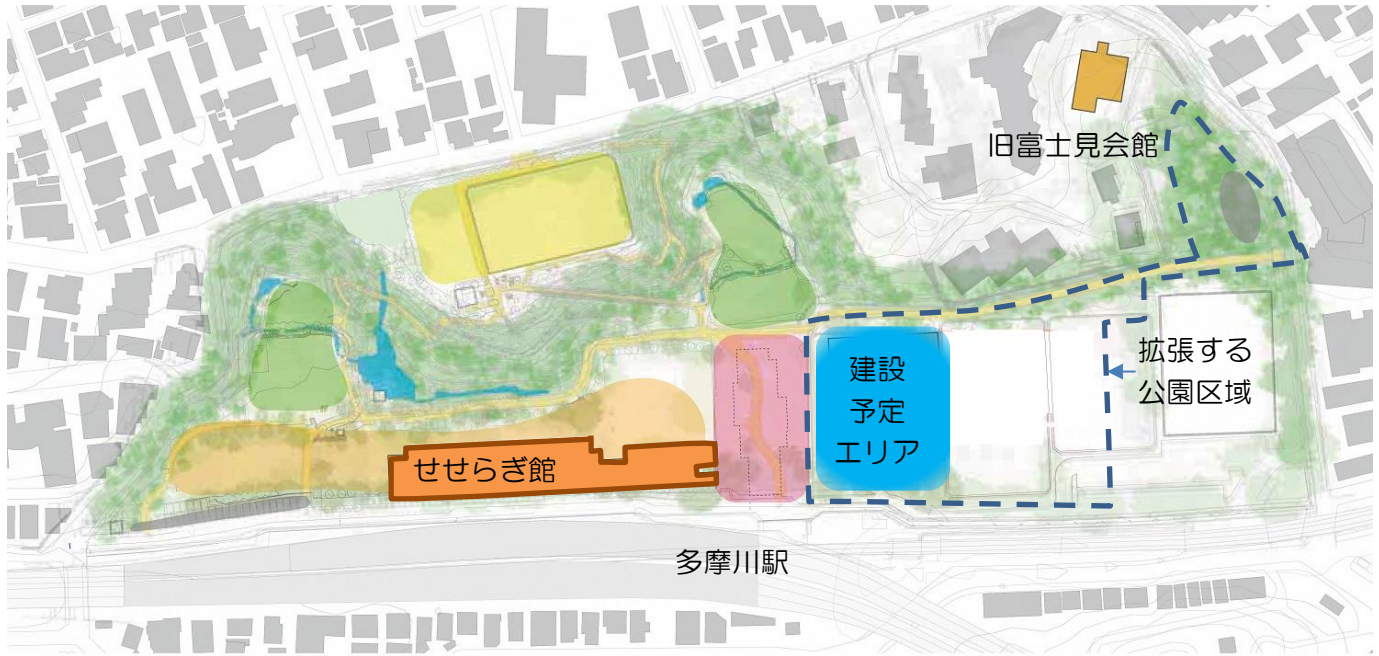 旧富士見会館
建設
予定
エリア
拡張する
公園区域
せせらぎ館
多摩川駅